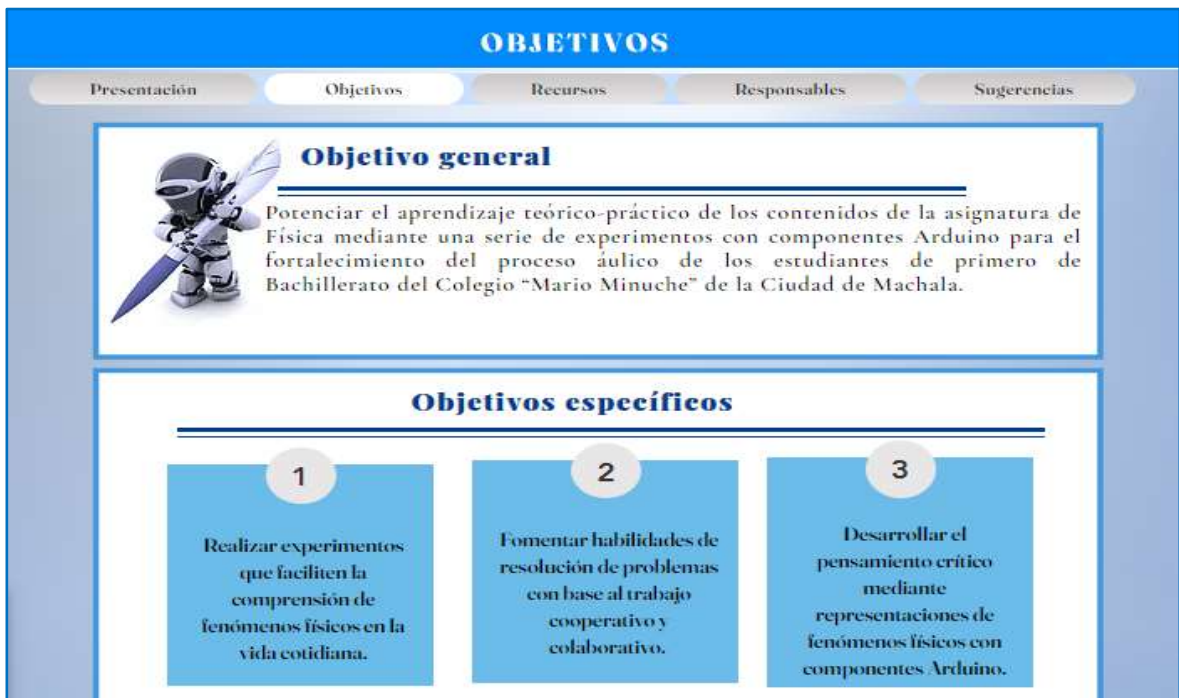 OBJETIVOS
Presentación
Objetivos
Recursos
Responsables
Sugerencias
Objetivo general
Potenciar el aprendizaje teórico-práctico de los contenidos de la asignatura de
Física mediante una serie de experimentos con componentes Arduino para el
fortalecimiento del proceso áulico de los estudiantes de primero de
Bachillerato del Colegio “Mario Minuche” de la Ciudad de Machala.
Objetivos específicos
1
Realizar experimentos
que faciliten la
comprensión de
fenómenos físicos en la
vida cotidiana.
2
Fomentar habilidades de
resolución de problemas
con base al trabajo
cooperativo y
colaborativo.
3
Desarrollar el
pensamiento crítico
mediante
representaciones de
fenómenos físicos con
componentes Arduino.